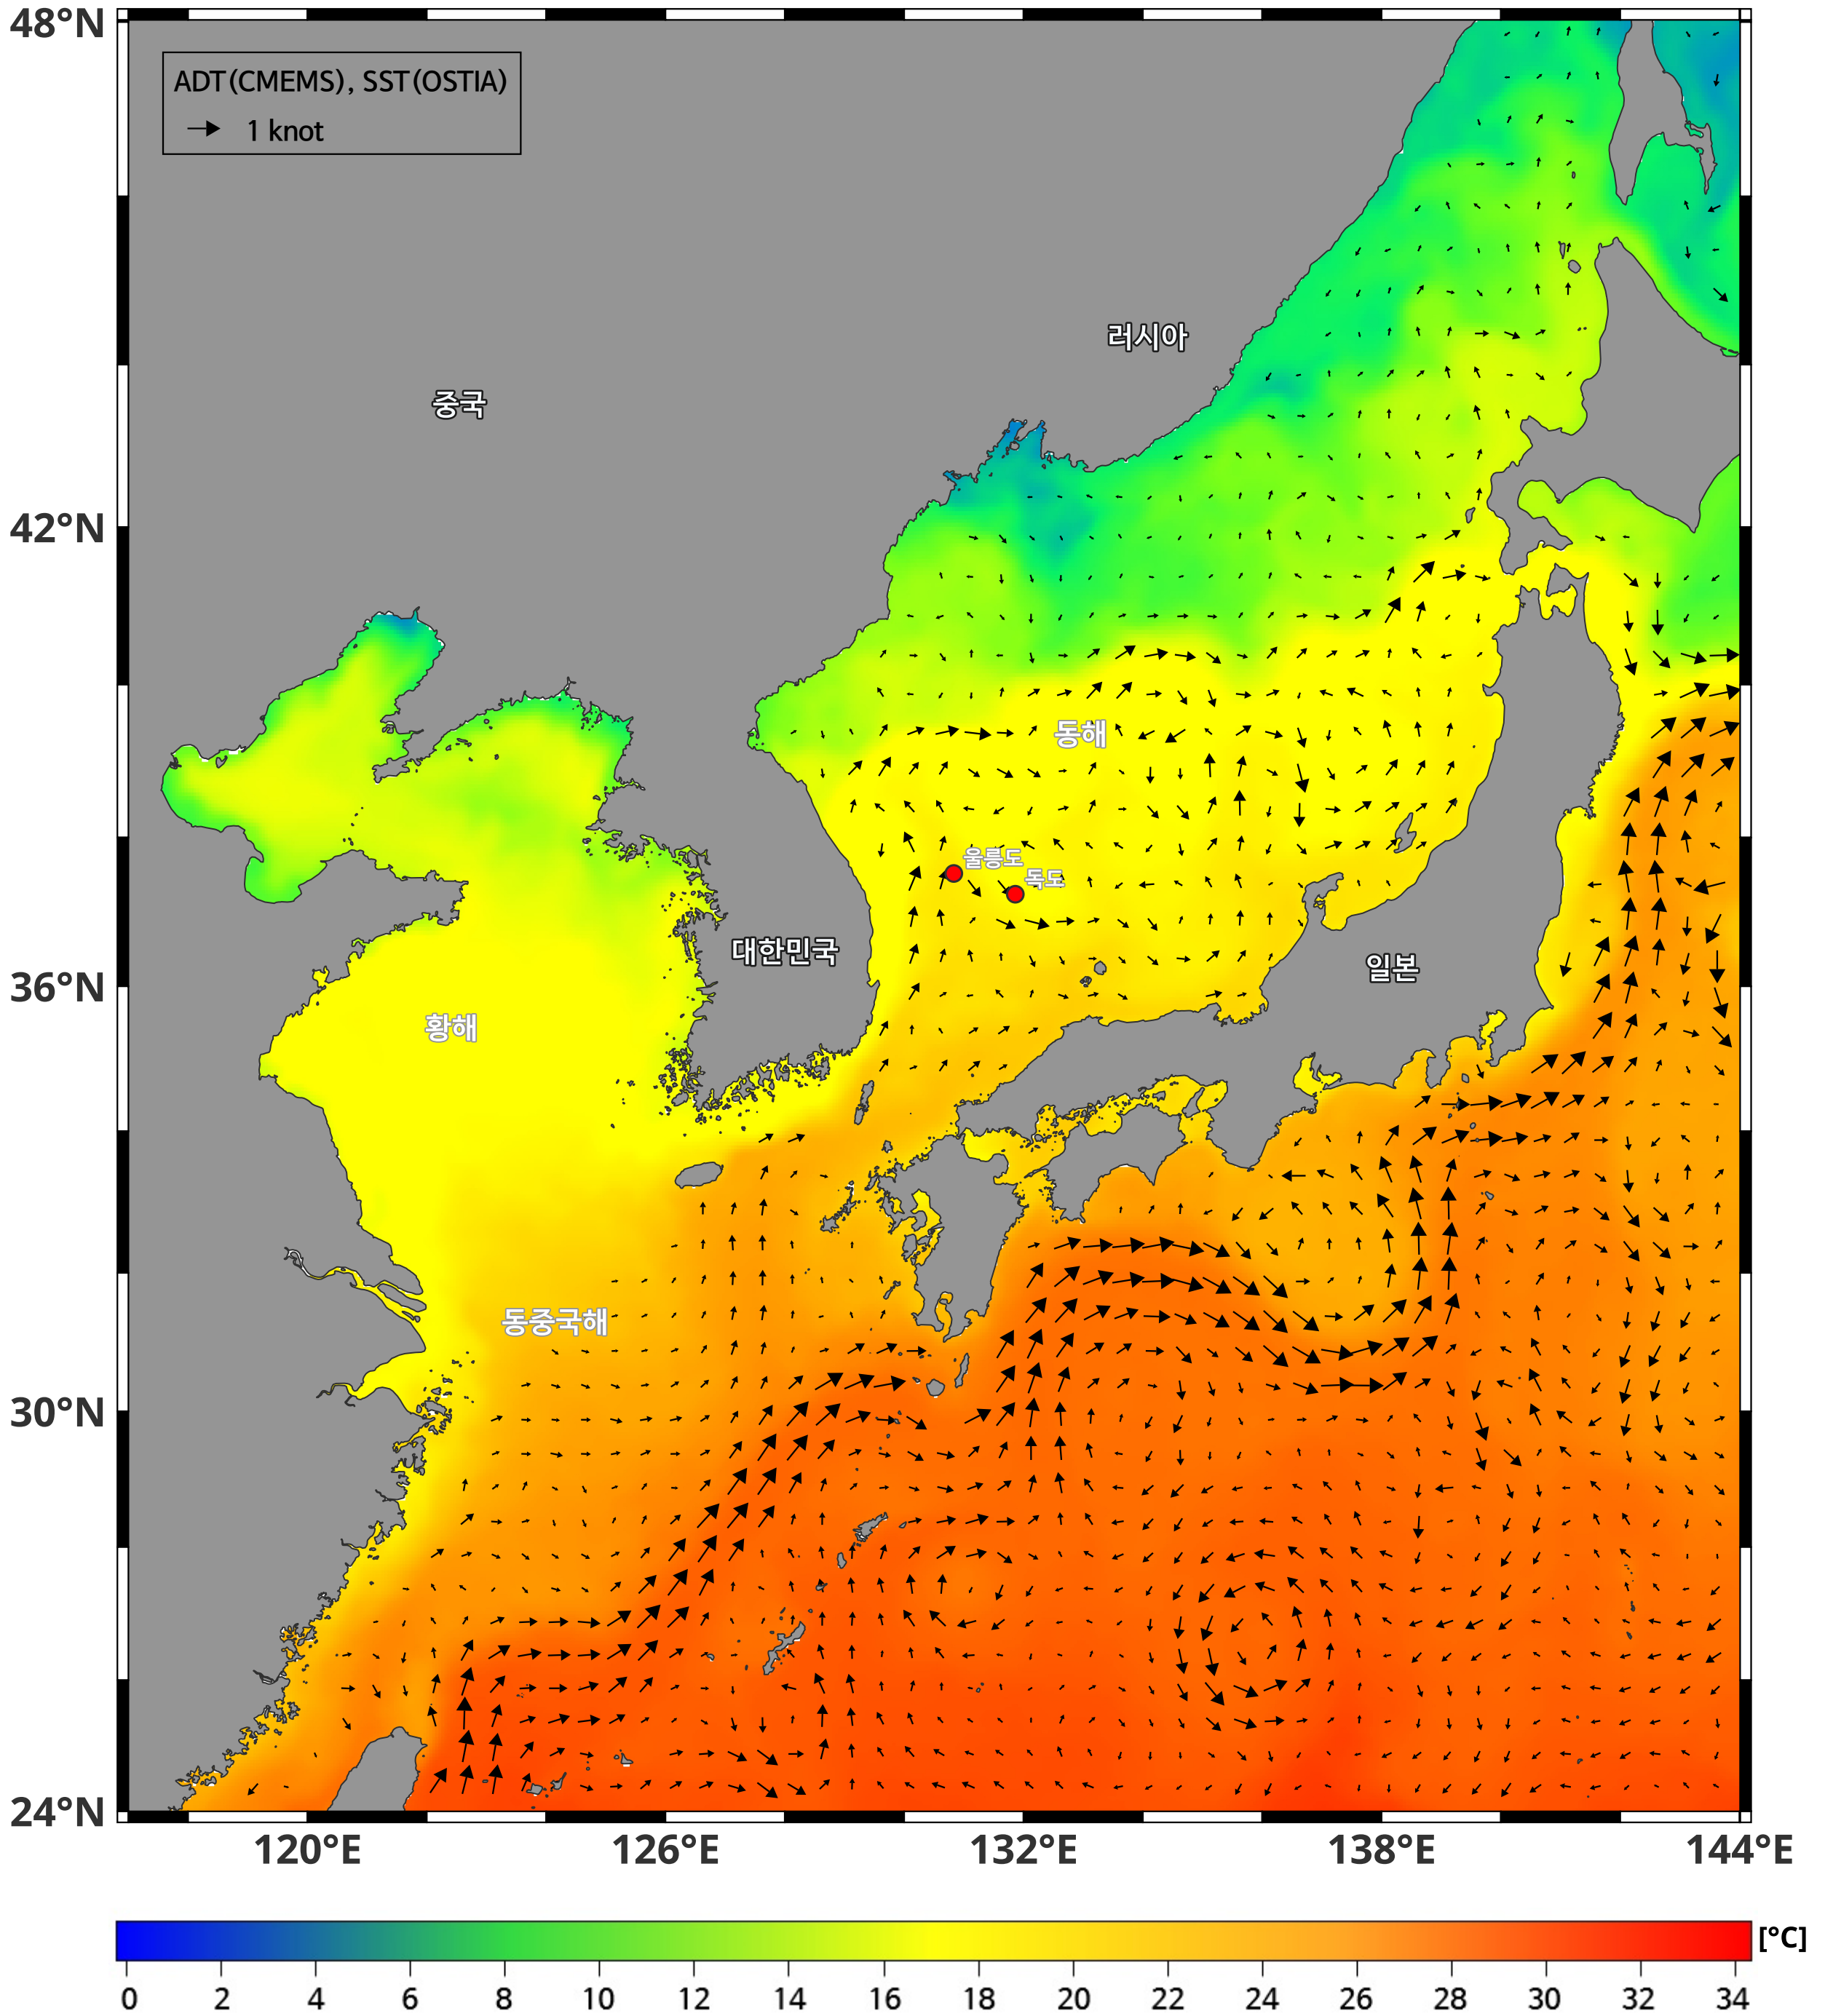 48°N
ADT(CMEMS), SST(OSTIA)
1 knot
러시아
중국
42°N
동해
울릉도
독도
대한민국
일본
36°N
황해
동중국해
30°N
24°N
120°E 126°E 132°E 138°E 144°E
[°C]
0 2 4 6 8 10 12 14 16 18 20 22 24 26 28 30 32 34